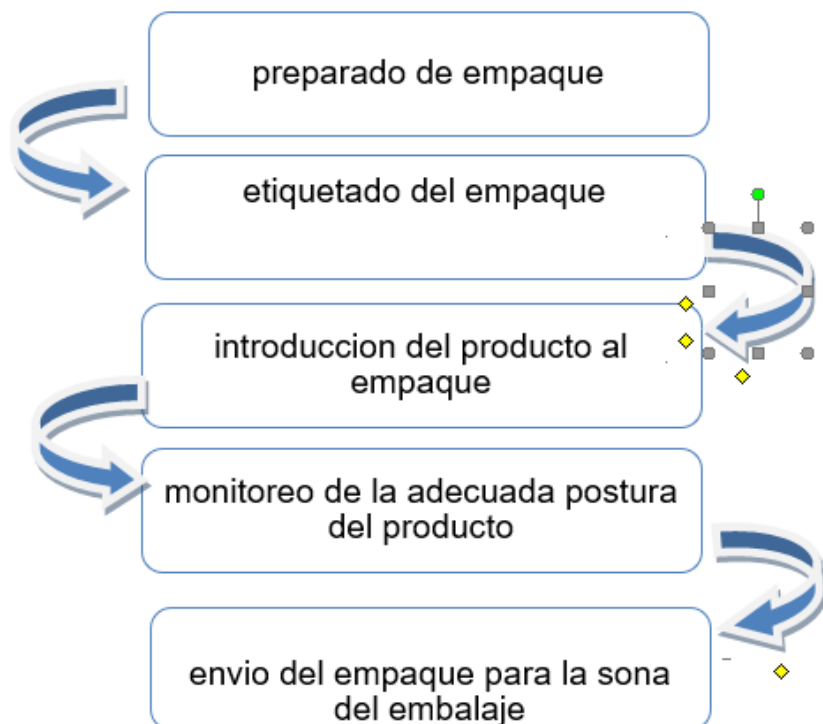 preparado de empaque
etiquetado del empaque
introduccion del producto al
empaque
monitoreo de la adecuada postura
del producto
envio del empaque para la sona
del embalaje